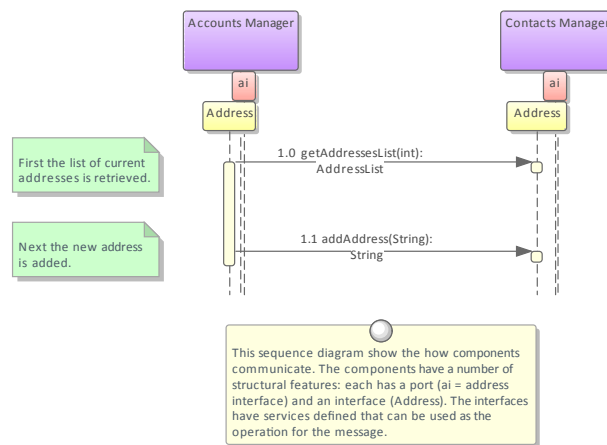 Accounts Manager
Contacts Manager
ai
ai
Address
Address
First the list of current
addresses is retrieved.
1.0 getAddressesList(int):
AddressList
Next the new address
is added.
1.1 addAddress(String):
String
This sequence diagram show the how components
communicate. The components have a number of
structural features: each has a port (ai = address
interface) and an interface (Address). The interfaces
have services defined that can be used as the
operation for the message.